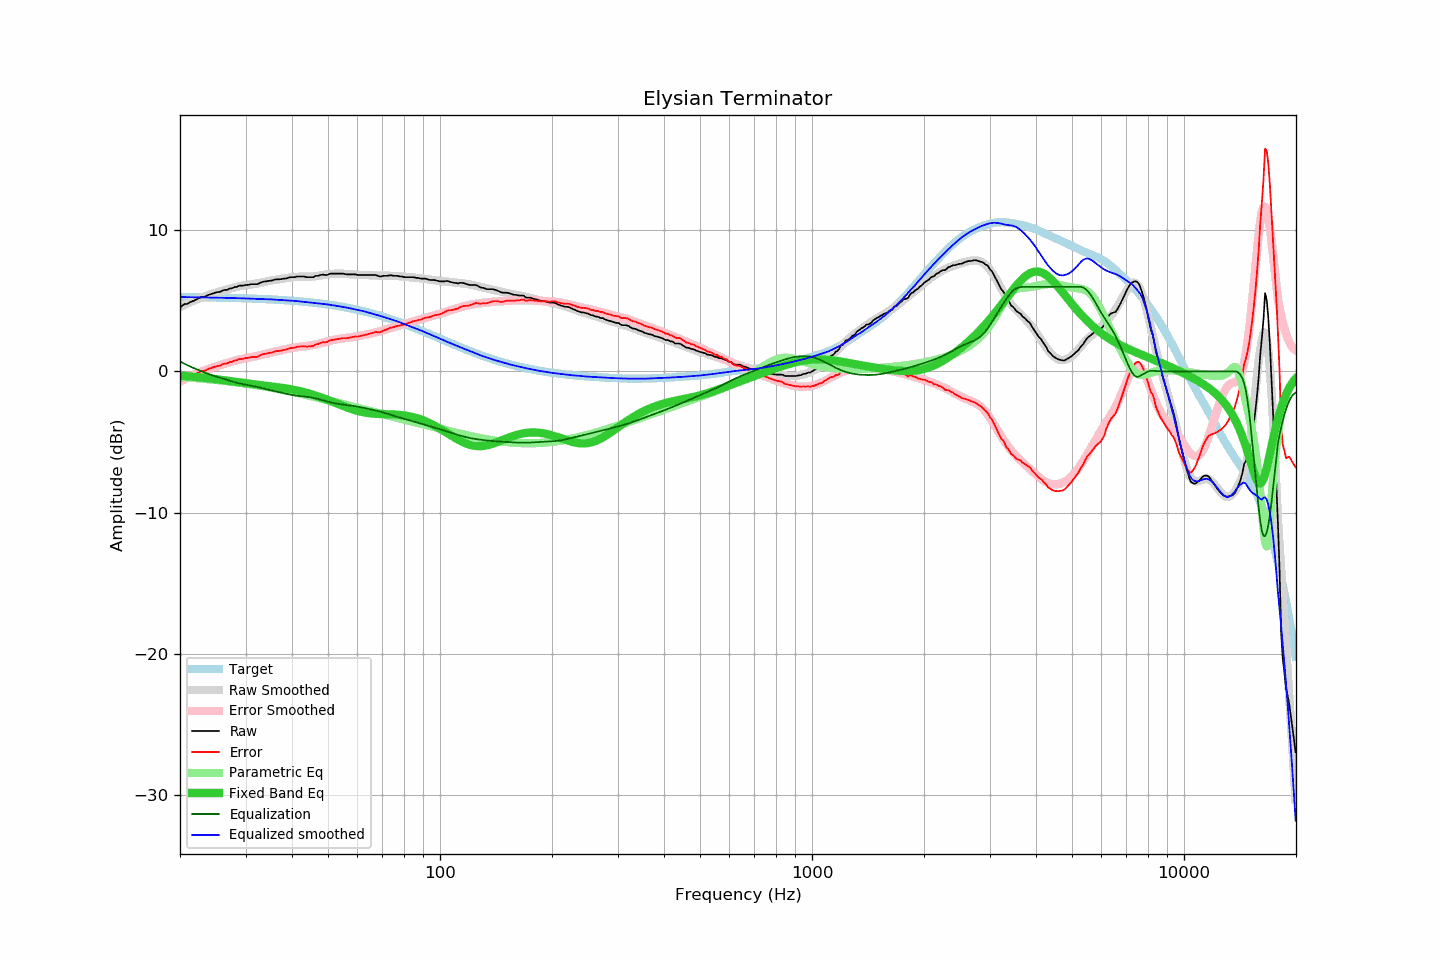 Elysian Terminator
Amplitude (dBr)
10
0
−10
−20
−30
Target
Raw Smoothed
Error Smoothed
Raw
Error
Parametric Eq
Fixed Band Eq
Equalization
Equalized smoothed
100
1000
10000
Frequency (Hz)